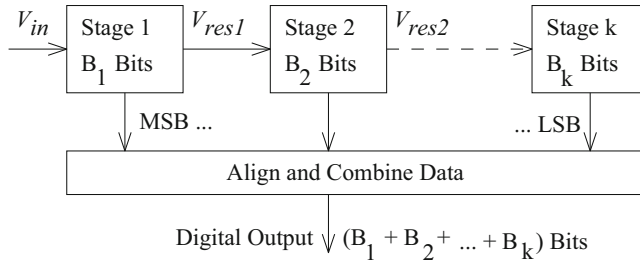 V_in
Stage 1
B_1 Bits
V_res1
Stage 2
B_2 Bits
V_res2
Stage k
B_k Bits
MSB ...
... LSB
Align and Combine Data
Digital Output (B_1 + B_2 + ... + B_k) Bits